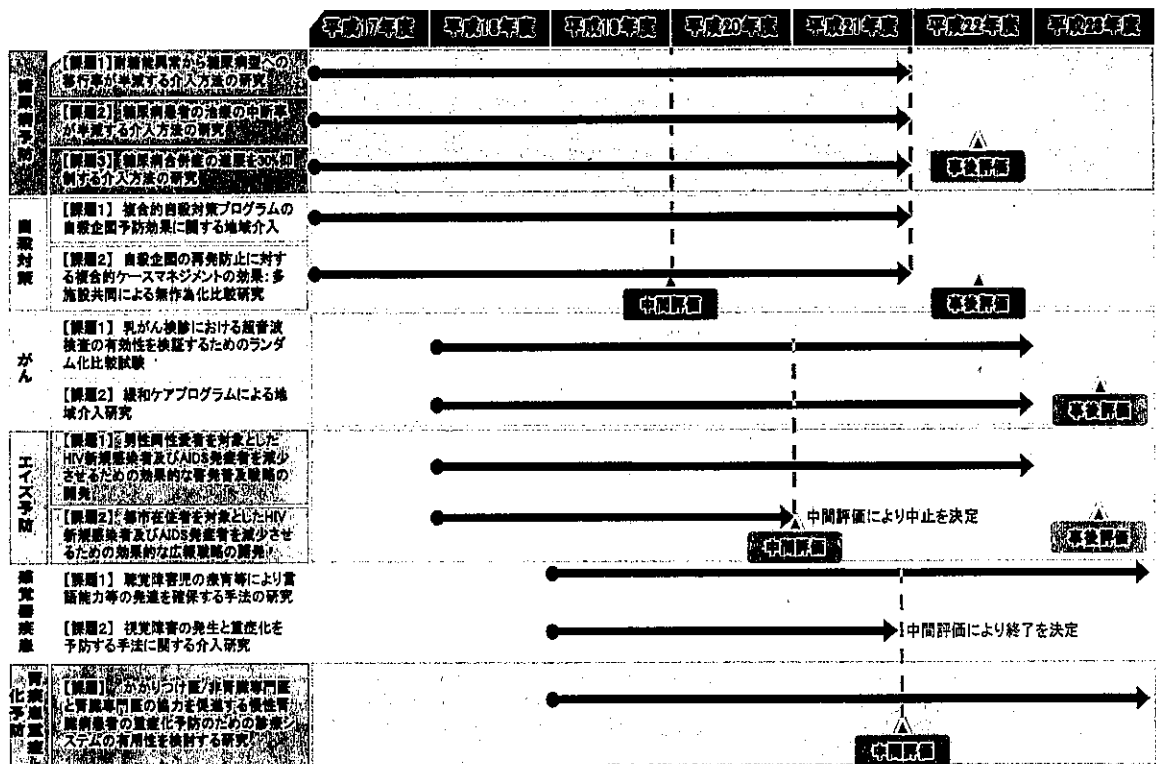 平成17年度 平成18年度 平成19年度 平成20年度 平成21年度 平成22年度 平成23年度
糖尿病予防
【課題1】耐糖能異常から糖尿病型への
移行率が半減する介入方法の研究
【課題2】糖尿病患者の治療の中断率
が半減する介入方法の研究
【課題3】糖尿病合併症の進展を30%抑
制する介入方法の研究
事後評価
自殺対策
【課題1】複合的自殺対策プログラムの
自殺企図予防効果に関する地域介入
【課題2】自殺企図の再発防止に対す
る複合的ケースマネジメントの効果:多
施設共同による無作為化比較研究
中間評価
事後評価
がん
【課題1】乳がん検診における超音波
検査の有効性を検証するためのランダ
ム化比較試験
【課題2】緩和ケアプログラムによる地
域介入研究
事後評価
エイズ予防
【課題1】男性同性愛者を対象とした
HIV新規感染者及びAIDS発症者を減少
させるための効果的な啓発普及戦略の
開発
【課題2】都市在住者を対象としたHIV
新規感染者及びAIDS発症者を減少させ
るための効果的な広報戦略の開発
中間評価により中止を決定
中間評価
事後評価
感覚器疾患
【課題1】聴覚障害児の療育等により言
語能力等の発達を確保する手法の研究
【課題2】視覚障害の発生と重症化を
予防する手法に関する介入研究
中間評価により終了を決定
腎疾患重症
化予防
【課題】かかりつけ医/非腎臓専門医
と腎臓専門医の協力を促進する慢性腎
臓病患者の重症化予防のための診療シ
ステムの有用性を検討する研究
中間評価